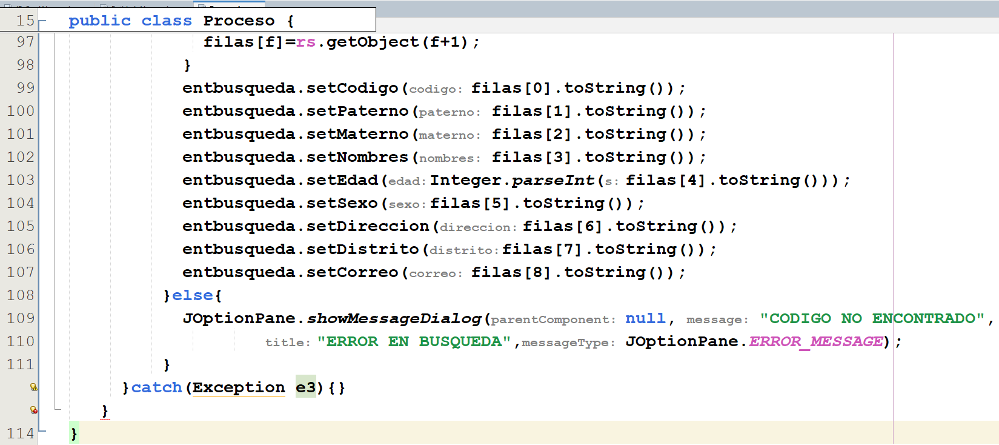 15 public class Proceso {
97 filas[f]=rs.getObject(f+1);
98 }
99 entbusqueda.setCodigo(codigo: filas[0].toString());
100 entbusqueda.setPaterno(paterno: filas[1].toString());
101 entbusqueda.setMaterno(materno: filas[2].toString());
102 entbusqueda.setNombres(nombres: filas[3].toString());
103 entbusqueda.setEdad(edad:Integer.parseInt(s: filas[4].toString()));
104 entbusqueda.setSexo(sexo:filas[5].toString());
105 entbusqueda.setDireccion(direccion:filas[6].toString());
106 entbusqueda.setDistrito(distrito:filas[7].toString());
107 entbusqueda.setCorreo(correo: filas[8].toString());
108 }else{
109 JOptionPane.showMessageDialog(parentComponent: null, message: "CODIGO NO ENCONTRADO",
110 title:"ERROR EN BUSQUEDA",messageType: JOptionPane.ERROR_MESSAGE);
111 }
}catch(Exception e3){}
}
114 }